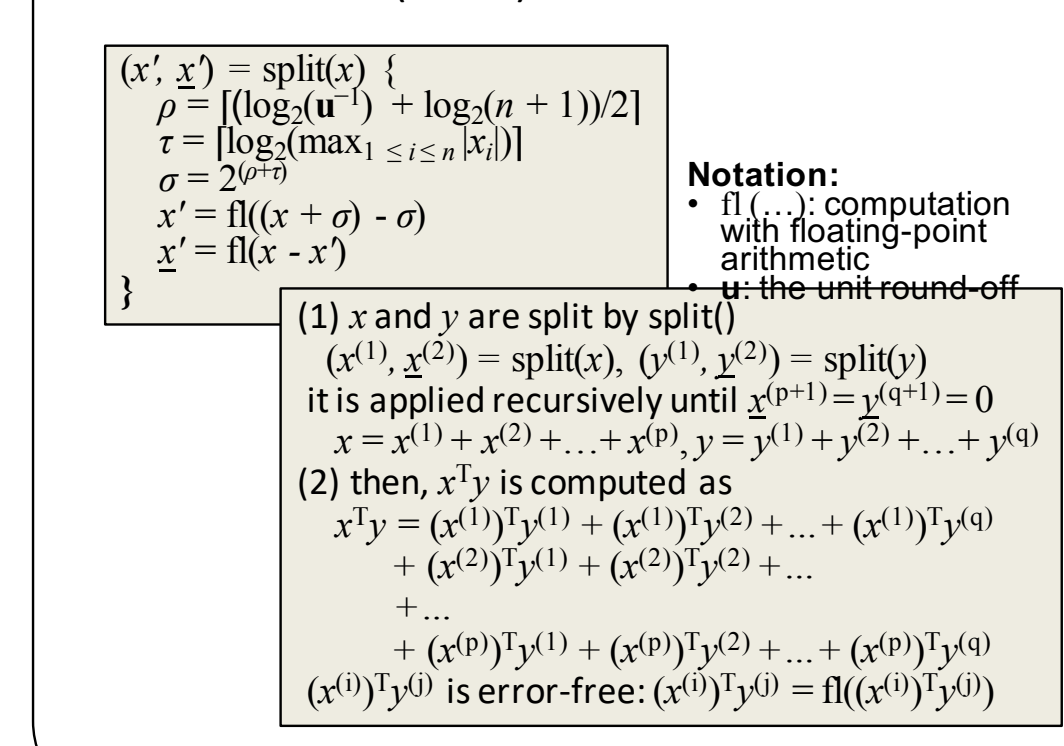 (x′, x̲′) = split(x) {
ρ = ⌈(log₂(u⁻¹) + log₂(n + 1))/2⌉
τ = ⌈log₂(max₁ ≤ i ≤ n |xᵢ|)⌉
σ = 2^(ρ+τ)
x′ = fl((x + σ) - σ)
x̲′ = fl(x - x′)
}
Notation:
• fl (…): computation
with floating-point
arithmetic
• u: the unit round-off
(1) x and y are split by split()
(x⁽¹⁾, x̲⁽²⁾) = split(x), (y⁽¹⁾, y̲⁽²⁾) = split(y)
it is applied recursively until x̲⁽ᵖ⁺¹⁾ = y̲^(q+1) = 0
x = x⁽¹⁾ + x⁽²⁾ +…+ x⁽ᵖ⁾, y = y⁽¹⁾ + y⁽²⁾ +…+ y^(q)
(2) then, xᵀy is computed as
xᵀy = (x⁽¹⁾)ᵀy⁽¹⁾ + (x⁽¹⁾)ᵀy⁽²⁾ + ... + (x⁽¹⁾)ᵀy^(q)
+ (x⁽²⁾)ᵀy⁽¹⁾ + (x⁽²⁾)ᵀy⁽²⁾ + ...
+ ...
+ (x⁽ᵖ⁾)ᵀy⁽¹⁾ + (x⁽ᵖ⁾)ᵀy⁽²⁾ + ... + (x⁽ᵖ⁾)ᵀy^(q)
(x⁽ⁱ⁾)ᵀy⁽ʲ⁾ is error-free: (x⁽ⁱ⁾)ᵀy⁽ʲ⁾ = fl((x⁽ⁱ⁾)ᵀy⁽ʲ⁾)